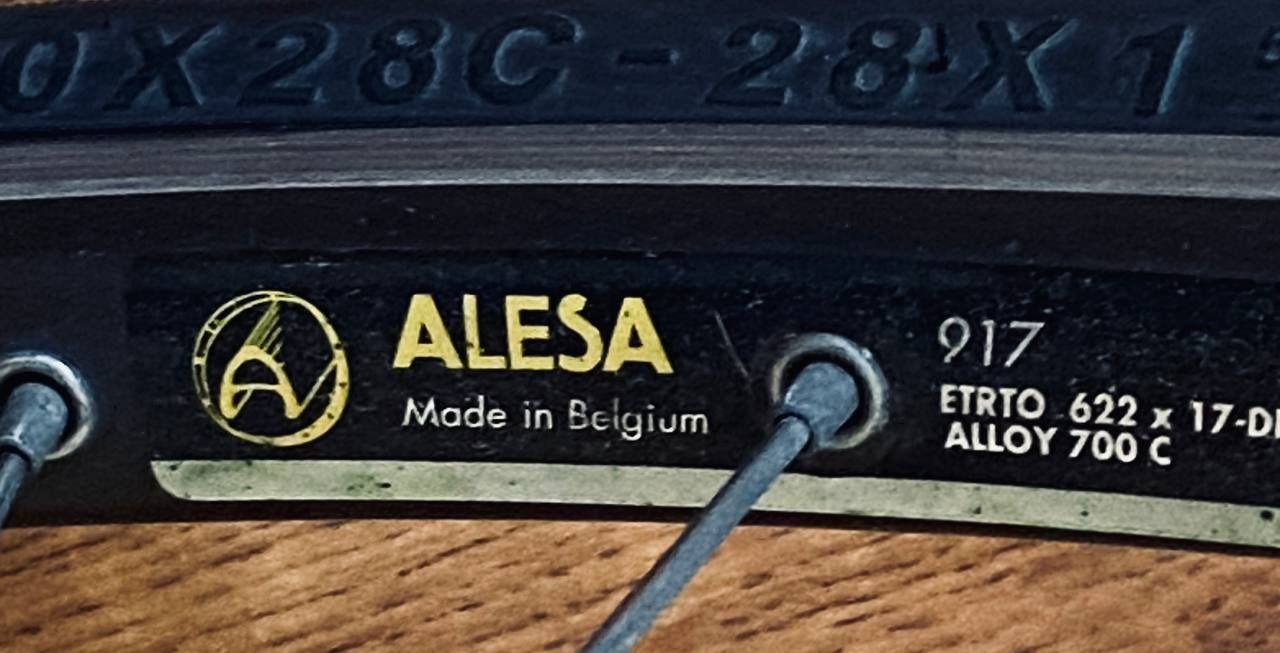 0X28C - 28X1
ALESA
Made in Belgium
917
ETRTO 622 x 17-D
ALLOY 700 C